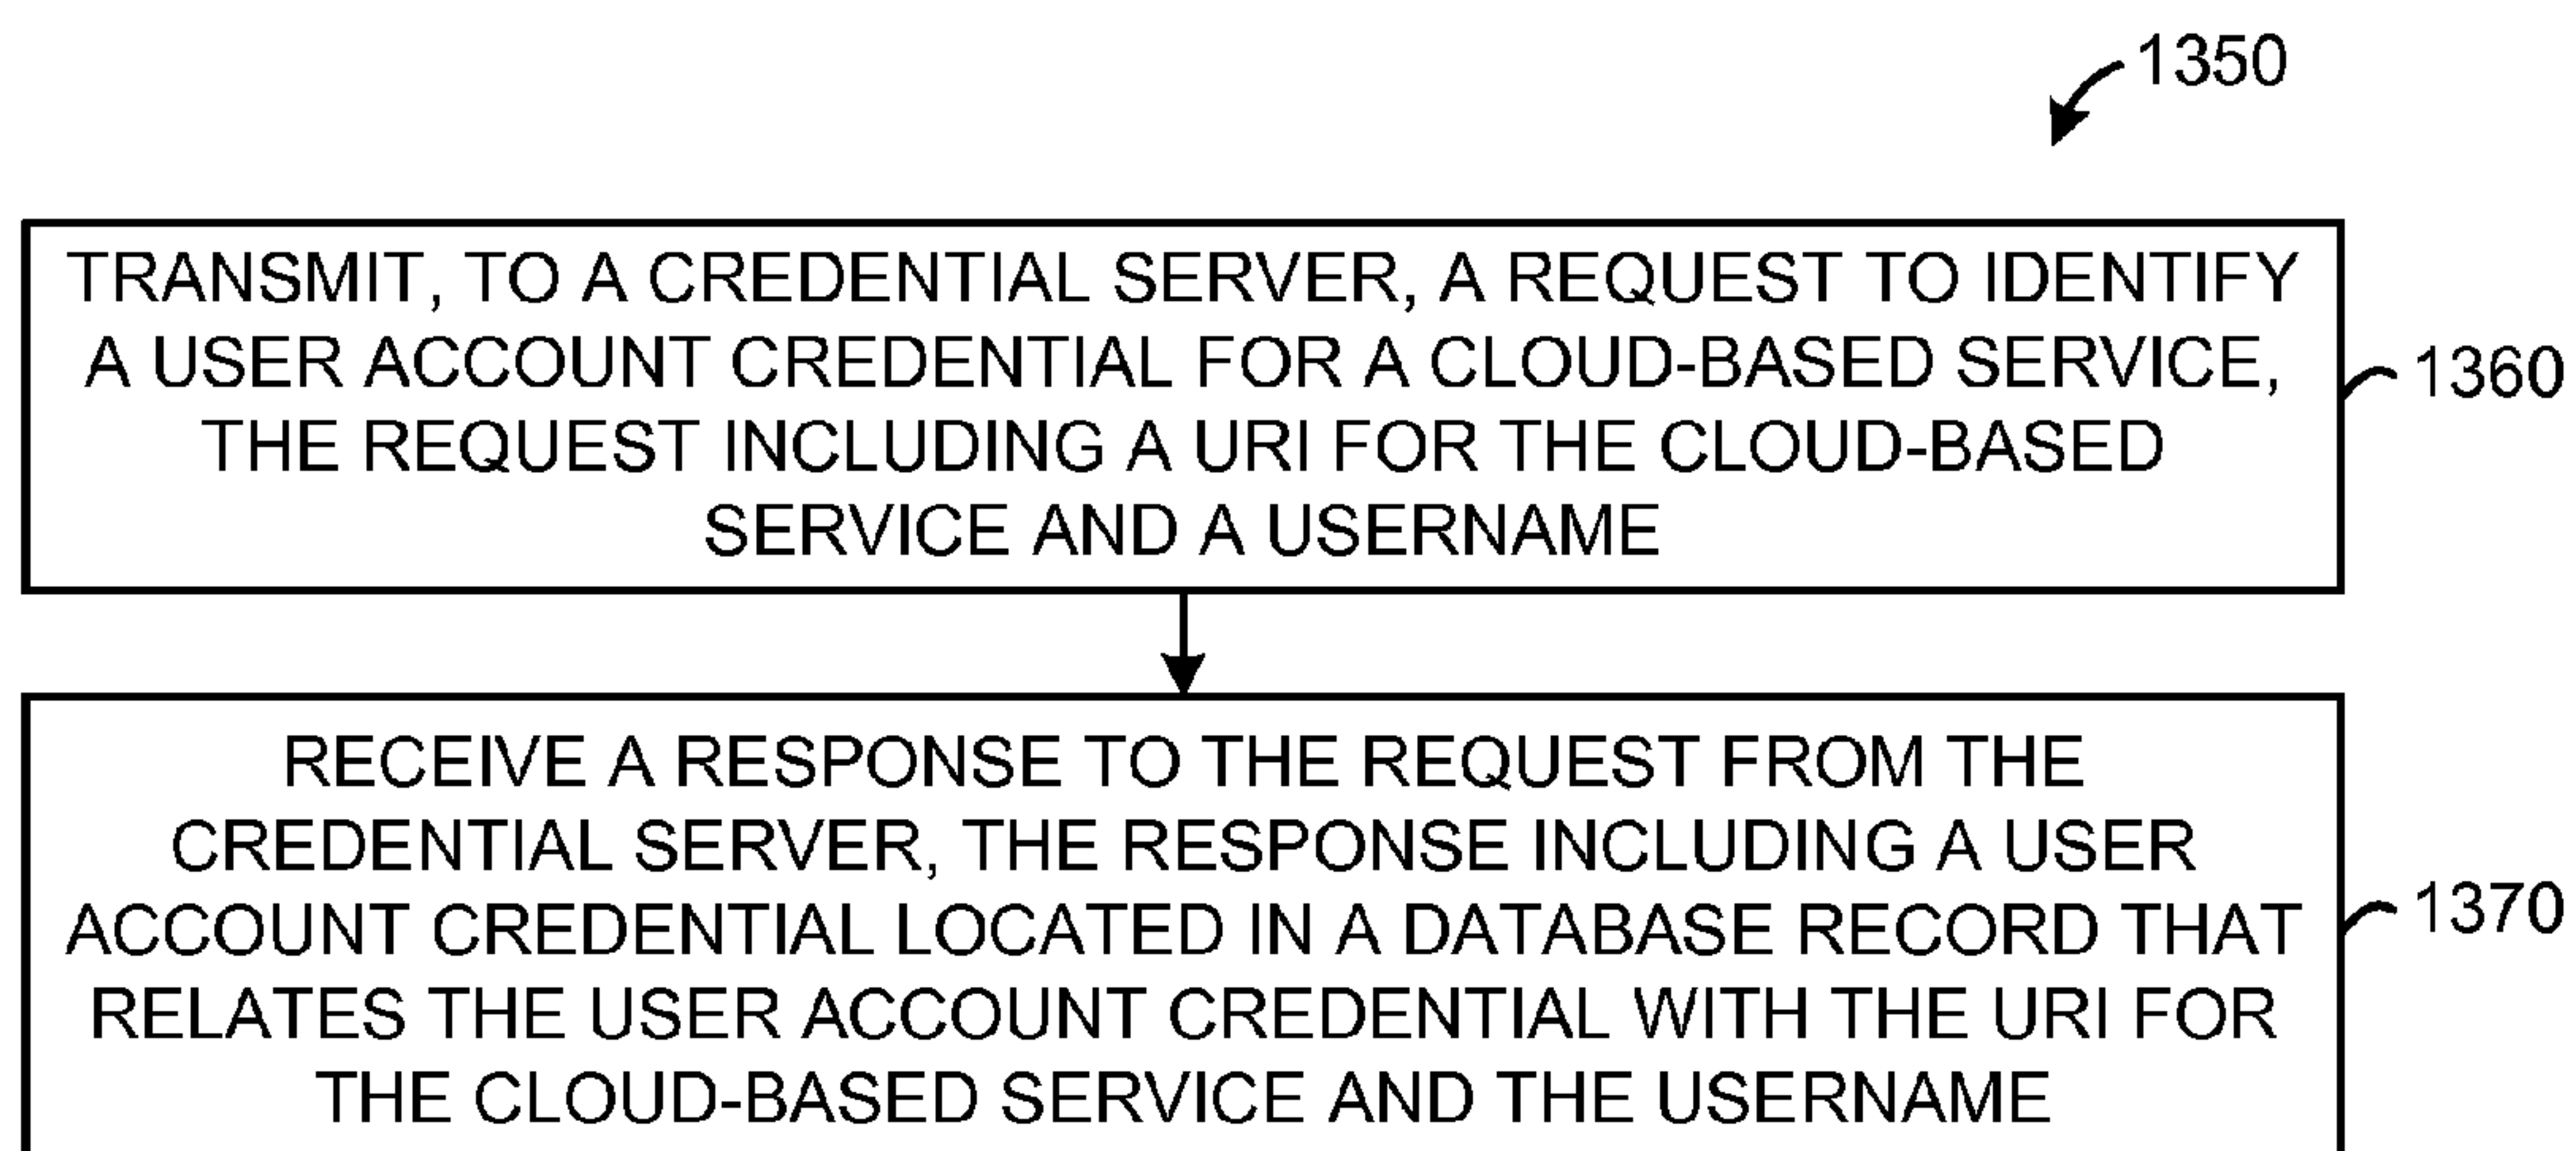 1350
TRANSMIT, TO A CREDENTIAL SERVER, A REQUEST TO IDENTIFY
A USER ACCOUNT CREDENTIAL FOR A CLOUD-BASED SERVICE,
THE REQUEST INCLUDING A URI FOR THE CLOUD-BASED
SERVICE AND A USERNAME
1360
RECEIVE A RESPONSE TO THE REQUEST FROM THE
CREDENTIAL SERVER, THE RESPONSE INCLUDING A USER
ACCOUNT CREDENTIAL LOCATED IN A DATABASE RECORD THAT
RELATES THE USER ACCOUNT CREDENTIAL WITH THE URI FOR
THE CLOUD-BASED SERVICE AND THE USERNAME
1370